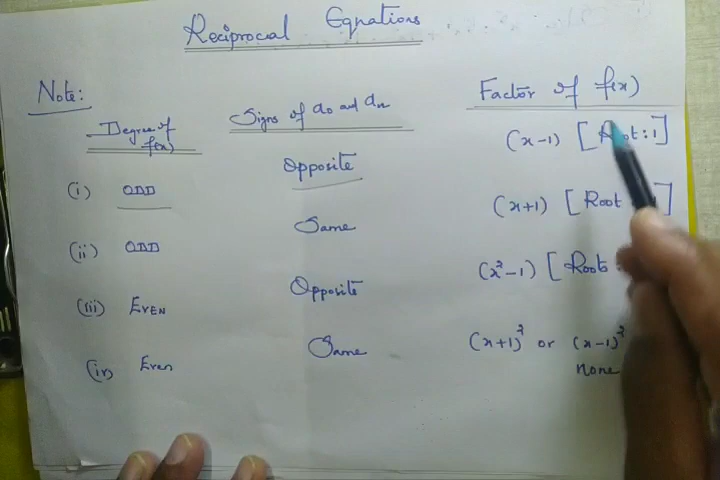 Reciprocal Equations
Note:
Degree of f(x)
Signs of a₀ and aₙ
Factor of f(x)
(i) ODD Opposite (x-1) [Root:1]
(ii) ODD Same (x+1) [Root ]
(iii) EVEN Opposite (x²-1) [Roots
(iv) Even Same (x+1)² or (x-1)²
none